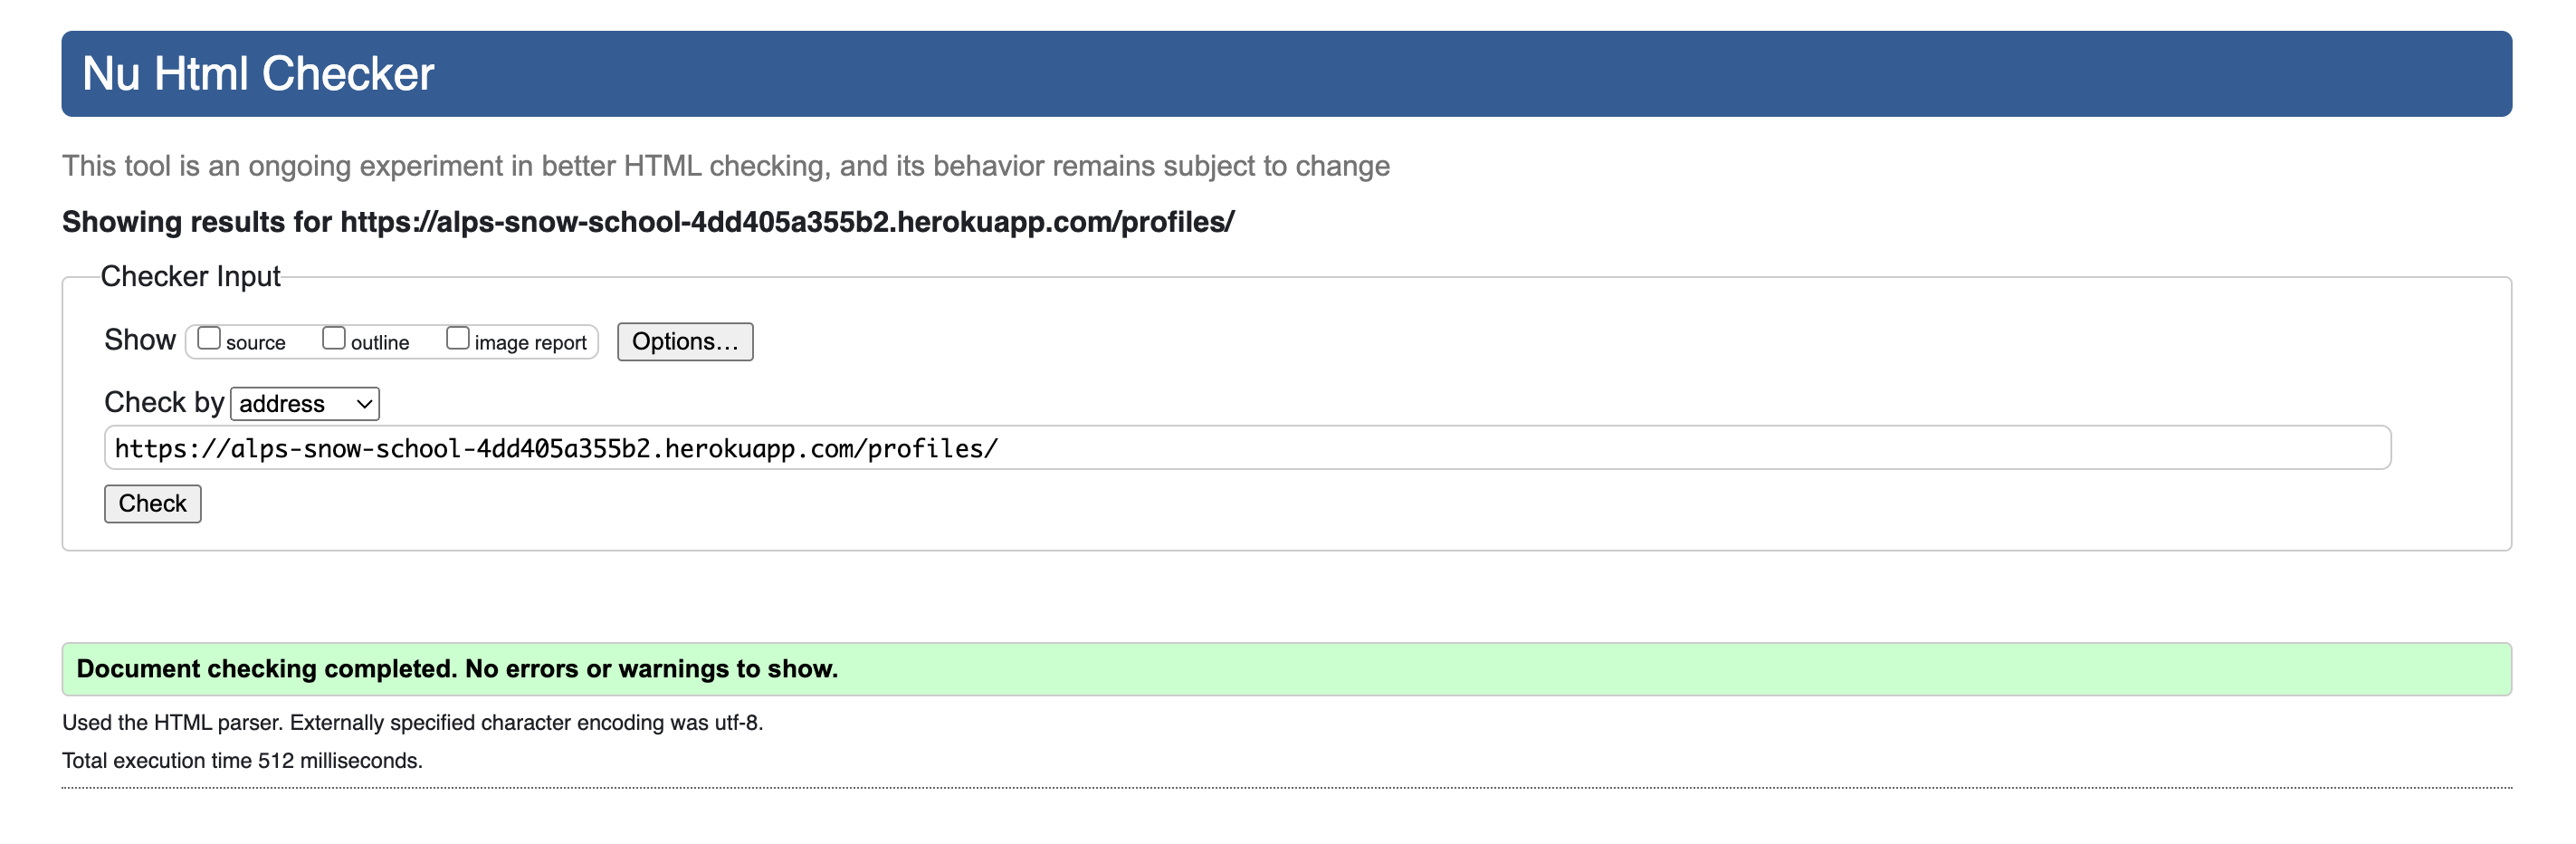 Nu Html Checker
This tool is an ongoing experiment in better HTML checking, and its behavior remains subject to change
Showing results for https://alps-snow-school-4dd405a355b2.herokuapp.com/profiles/
Checker Input
Show source outline image report Options...
Check by address
https://alps-snow-school-4dd405a355b2.herokuapp.com/profiles/
Check
Document checking completed. No errors or warnings to show.
Used the HTML parser. Externally specified character encoding was utf-8.
Total execution time 512 milliseconds.